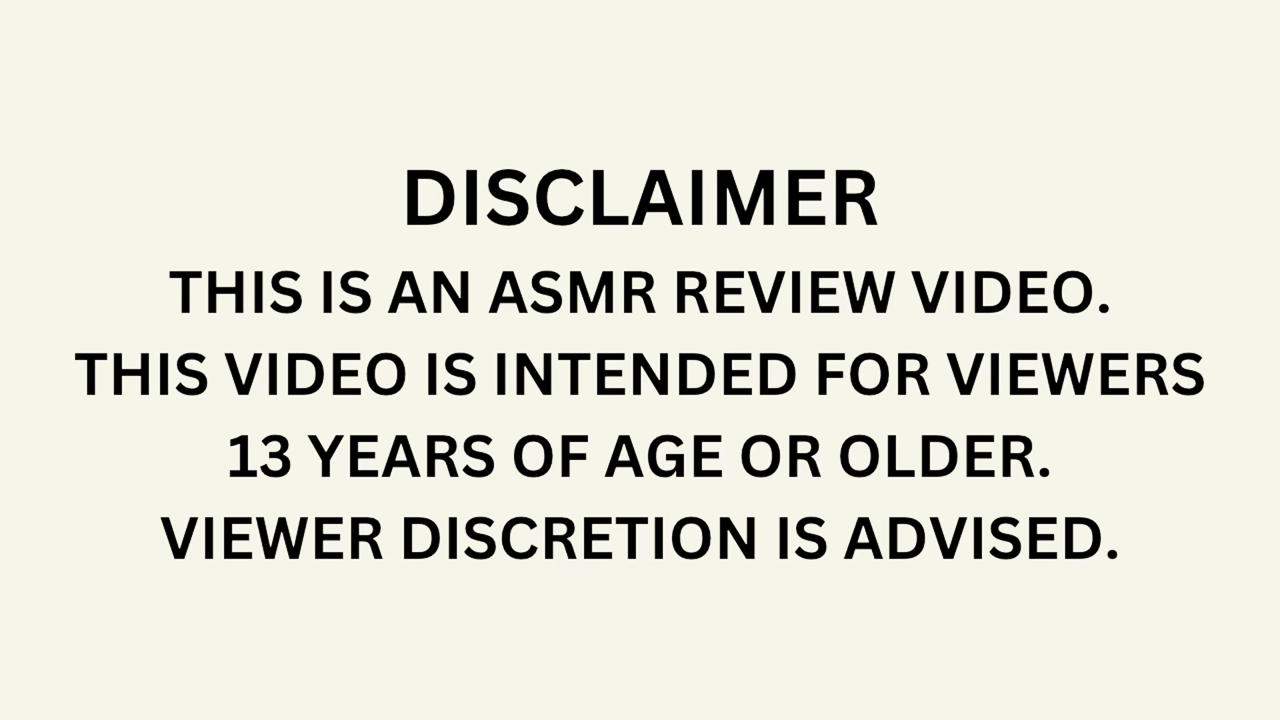 DISCLAIMER
THIS IS AN ASMR REVIEW VIDEO.
THIS VIDEO IS INTENDED FOR VIEWERS
13 YEARS OF AGE OR OLDER.
VIEWER DISCRETION IS ADVISED.